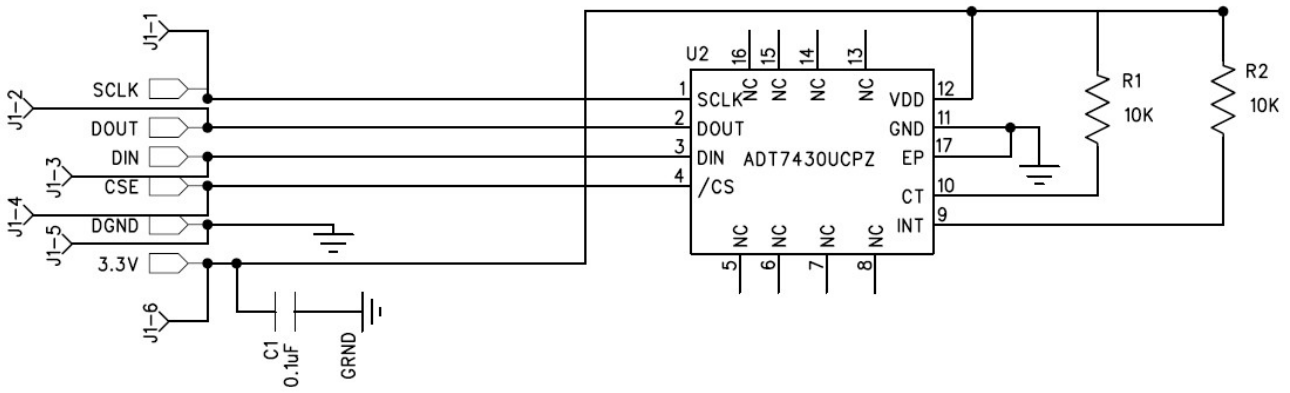 J1-1
SCLK
J1-2
DOUT
DIN
J1-3
CSE
J1-4
DGND
J1-5
3.3V
J1-6
C1
0.1uF
GRND
U2
16
15
14
13
NC
NC
NC
NC
1
SCLK
2
DOUT
3
DIN
4
/CS
ADT7430UCPZ
VDD
12
GND
11
EP
17
CT
10
INT
9
NC
NC
NC
NC
5
6
7
8
R1
10K
R2
10K